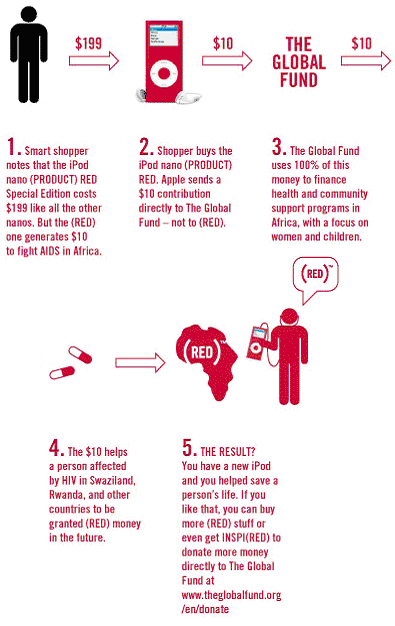 $199
$10
THE
GLOBAL
FUND
$10
1. Smart shopper
notes that the iPod
nano (PRODUCT) RED
Special Edition costs
$199 like all the other
nanos. But the (RED)
one generates $10
to fight AIDS in Africa.
2. Shopper buys the
iPod nano (PRODUCT)
RED. Apple sends a
$10 contribution
directly to The Global
Fund – not to (RED).
3. The Global Fund
uses 100% of this
money to finance
health and community
support programs in
Africa, with a focus on
women and children.
(RED)™
(RED)™
4. The $10 helps
a person affected
by HIV in Swaziland,
Rwanda, and other
countries to be
granted (RED) money
in the future.
5. THE RESULT?
You have a new iPod
and you helped save a
person's life. If you
like that, you can buy
more (RED) stuff or
even get INSPI(RED) to
donate more money
directly to The Global
Fund at
www.theglobalfund.org
/en/donate